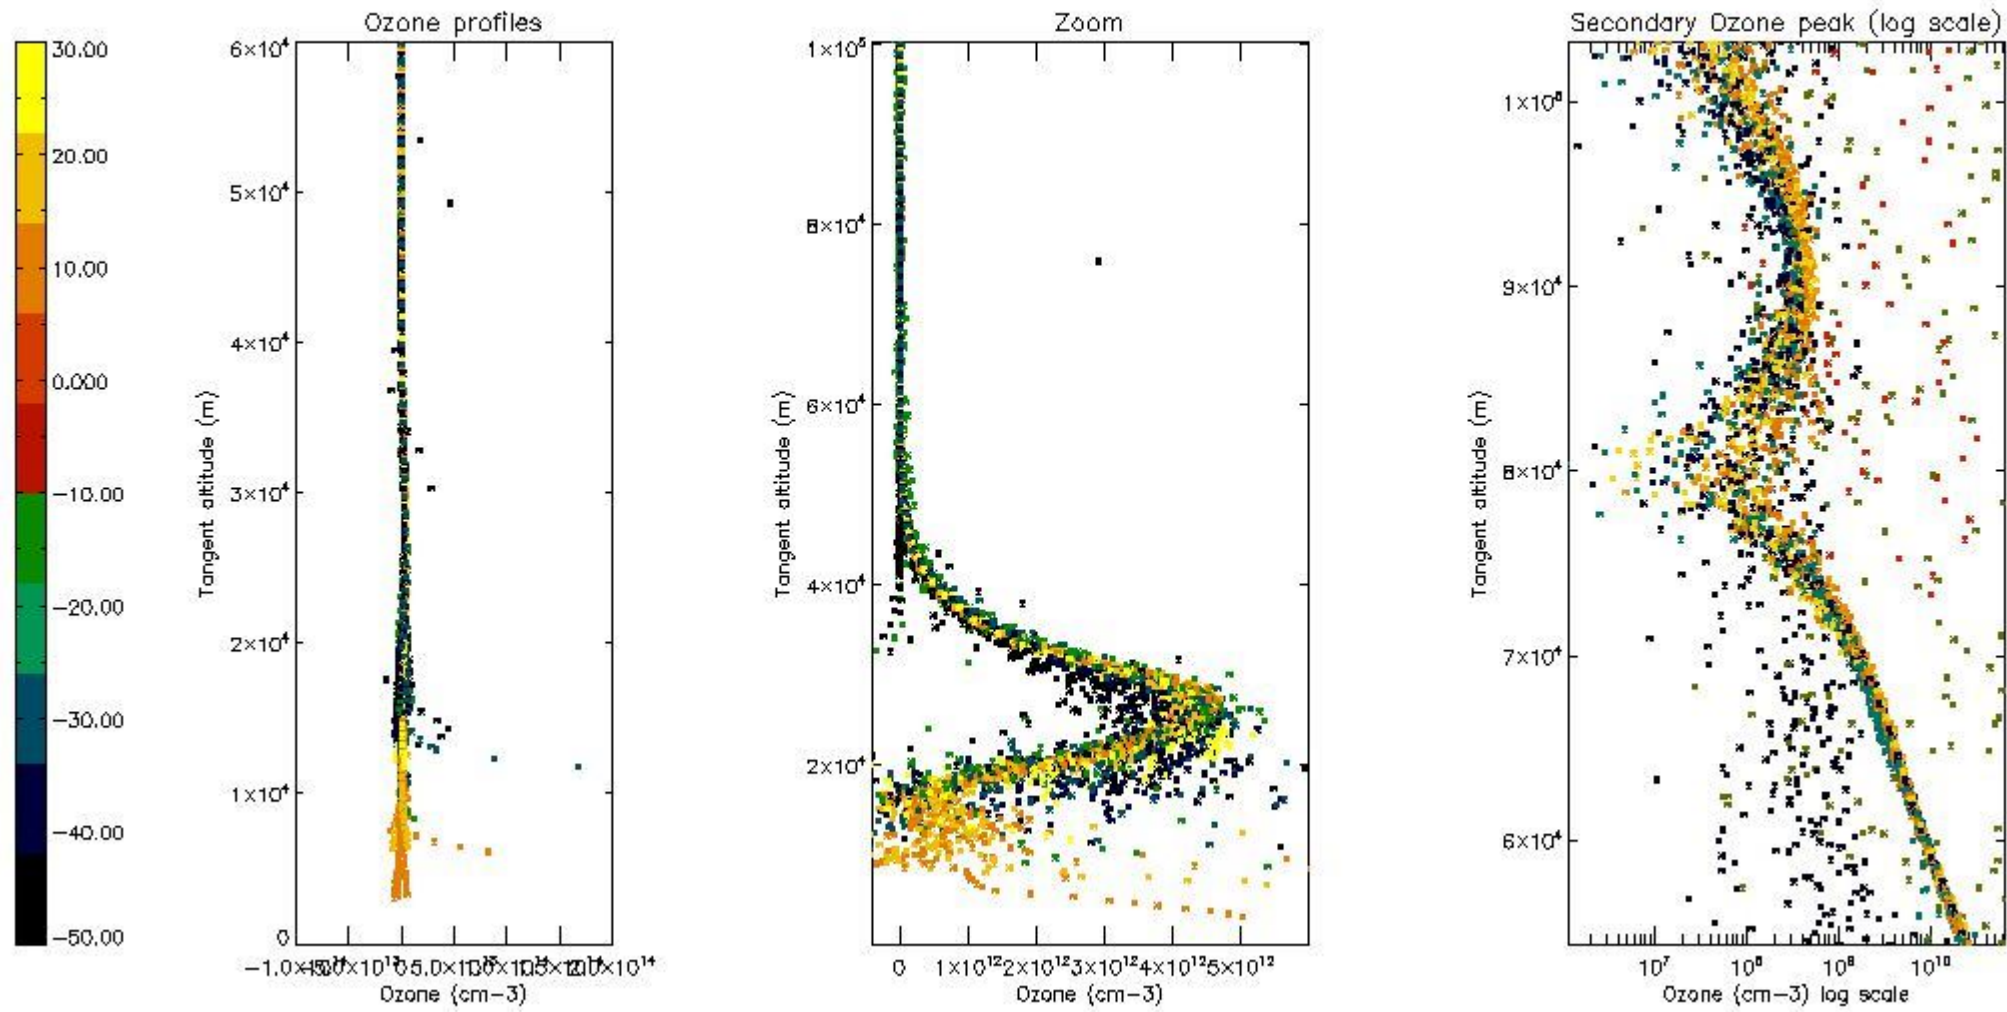 Ozone profiles
Zoom
Secondary Ozone peak (log scale)
30.00
20.00
10.00
0.000
−10.00
−20.00
−30.00
−40.00
−50.00
6×10⁴
5×10⁴
4×10⁴
3×10⁴
2×10⁴
1×10⁴
0
Tangent altitude (m)
Ozone (cm−3)
1×10⁵
8×10⁴
6×10⁴
4×10⁴
2×10⁴
Tangent altitude (m)
0 1×10¹² 2×10¹² 3×10¹² 4×10¹² 5×10¹²
Ozone (cm−3)
9×10⁴
8×10⁴
7×10⁴
6×10⁴
Tangent altitude (m)
10⁷ 10⁸ 10⁹ 10¹⁰
Ozone (cm−3) log scale